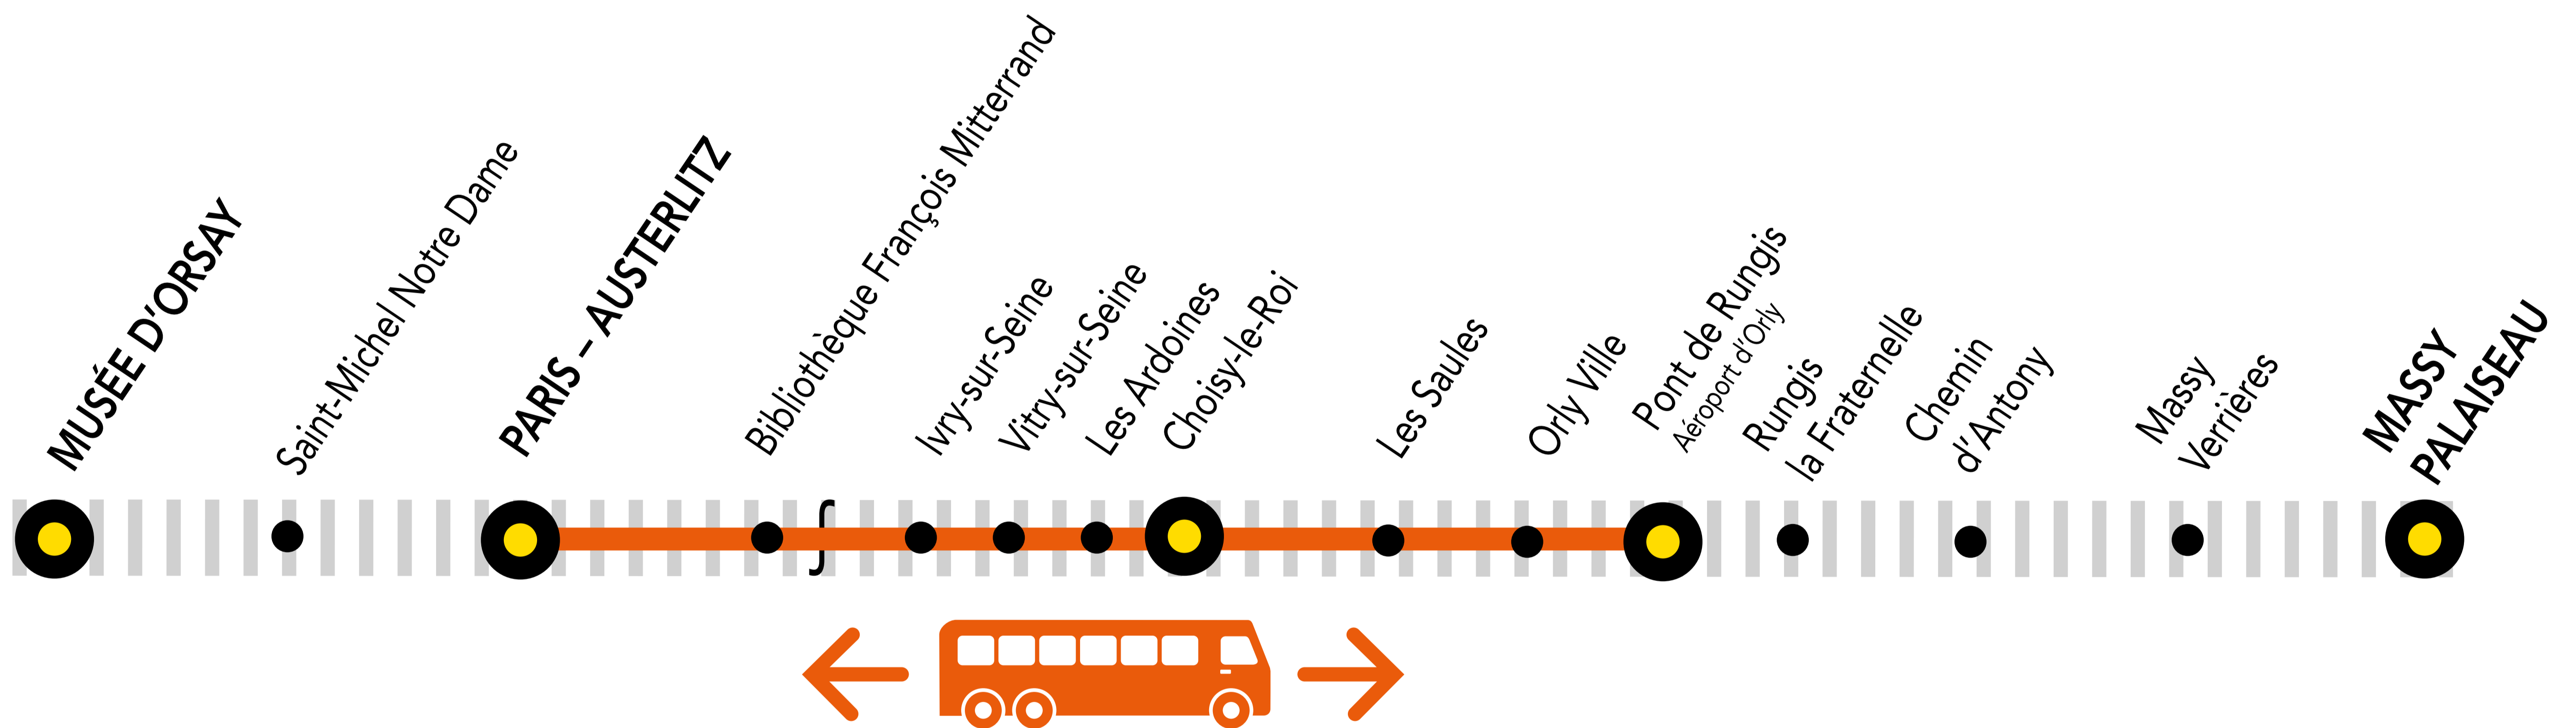 MUSÉE D'ORSAY
Saint-Michel Notre Dame
PARIS – AUSTERLITZ
Bibliothèque François Mitterrand
Ivry-sur-Seine
Vitry-sur-Seine
Les Ardoines
Choisy-le-Roi
Les Saules
Orly Ville
Pont de Rungis
Aéroport d'Orly
Rungis
la Fraternelle
Chemin
d'Antony
Massy
Verrières
MASSY
PALAISEAU